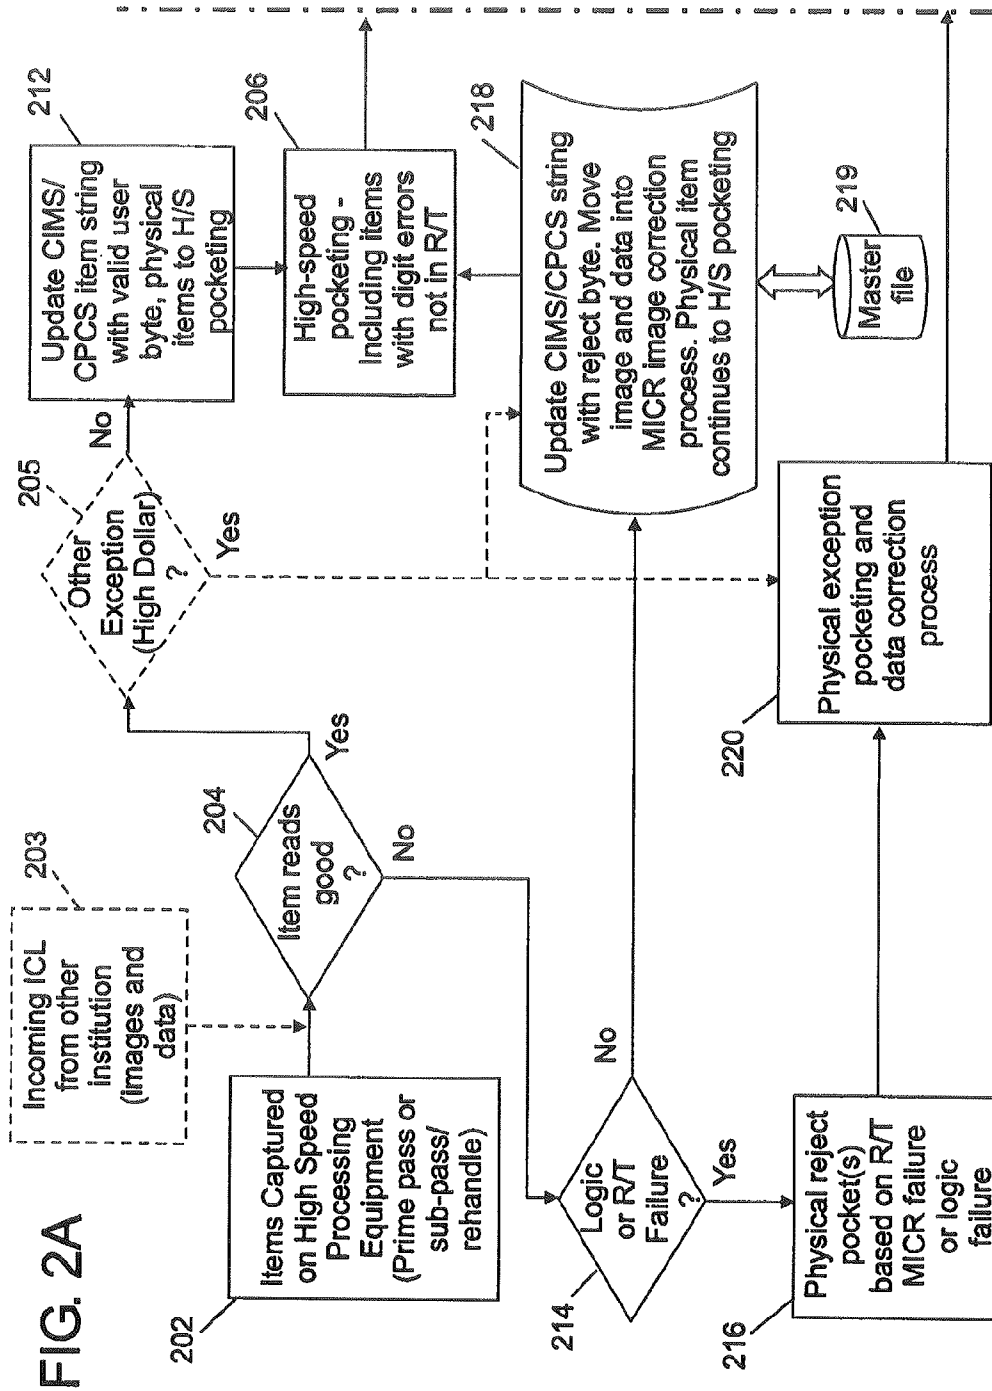 FIG. 2A
Incoming ICL
from other
institution
(images and
data)
203
Items Captured
on High Speed
Processing
Equipment
(Prime pass or
sub-pass/
rehandle)
202
Item reads
good
?
204
Yes
No
Other
Exception
(High Dollar)
?
205
No
Yes
Update CIMS/
CPCS item string
with valid user
byte, physical
items to H/S
pocketing
212
High-speed
pocketing -
Including items
with digit errors
not in R/T
206
Logic
or R/T
Failure
?
214
No
Yes
Update CIMS/CPCS string
with reject byte. Move
image and data into
MICR image correction
process. Physical item
continues to H/S pocketing
218
Master
file
219
Physical reject
pocket(s)
based on R/T
MICR failure
or logic
failure
216
Physical exception
pocketing and
data correction
process
220